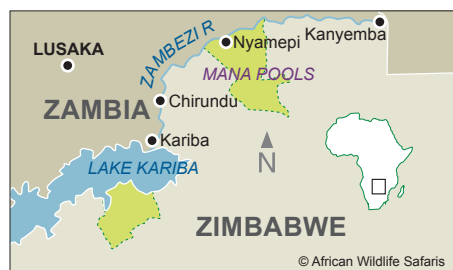 LUSAKA
ZAMBEZI R
Nyamepi
Kanyemba
MANA POOLS
ZAMBIA
Chirundu
Kariba
N
LAKE KARIBA
ZIMBABWE
© African Wildlife Safaris